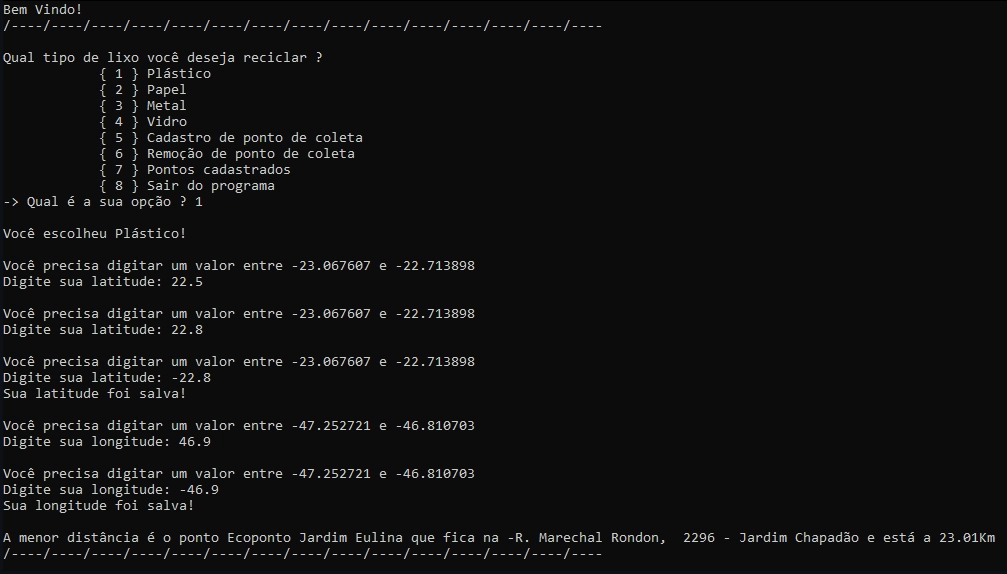 Bem Vindo!
/----/----/----/----/----/----/----/----/----/----/----/----/----/----/----
Qual tipo de lixo você deseja reciclar ?
{ 1 } Plástico
{ 2 } Papel
{ 3 } Metal
{ 4 } Vidro
{ 5 } Cadastro de ponto de coleta
{ 6 } Remoção de ponto de coleta
{ 7 } Pontos cadastrados
{ 8 } Sair do programa
-> Qual é a sua opção ? 1
Você escolheu Plástico!
Você precisa digitar um valor entre -23.067607 e -22.713898
Digite sua latitude: 22.5
Você precisa digitar um valor entre -23.067607 e -22.713898
Digite sua latitude: 22.8
Você precisa digitar um valor entre -23.067607 e -22.713898
Digite sua latitude: -22.8
Sua latitude foi salva!
Você precisa digitar um valor entre -47.252721 e -46.810703
Digite sua longitude: 46.9
Você precisa digitar um valor entre -47.252721 e -46.810703
Digite sua longitude: -46.9
Sua longitude foi salva!
A menor distância é o ponto Ecoponto Jardim Eulina que fica na -R. Marechal Rondon,  2296 - Jardim Chapadão e está a 23.01Km
/----/----/----/----/----/----/----/----/----/----/----/----/----/----/----